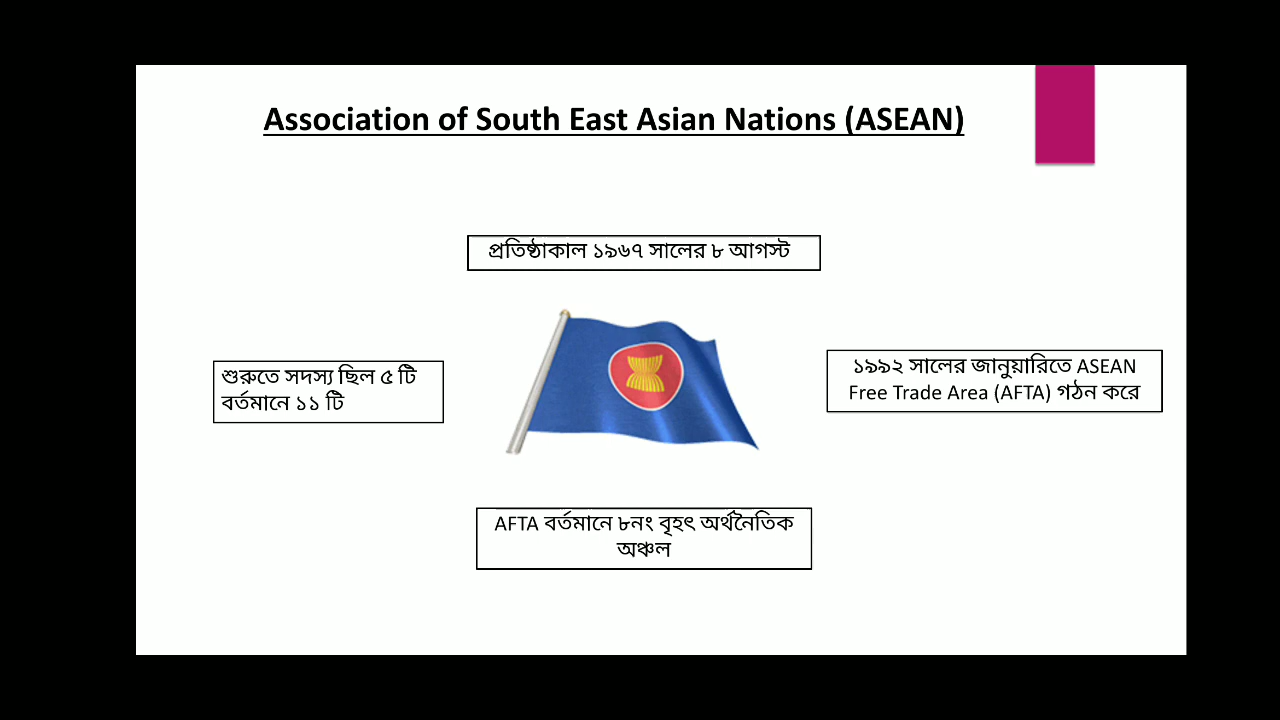 Association of South East Asian Nations (ASEAN)
প্রতিষ্ঠাকাল ১৯৬৭ সালের ৮ আগস্ট
শুরুতে সদস্য ছিল ৫ টি
বর্তমানে ১১ টি
১৯৯২ সালের জানুয়ারিতে ASEAN
Free Trade Area (AFTA) গঠন করে
AFTA বর্তমানে ৮নং বৃহৎ অর্থনৈতিক
অঞ্চল